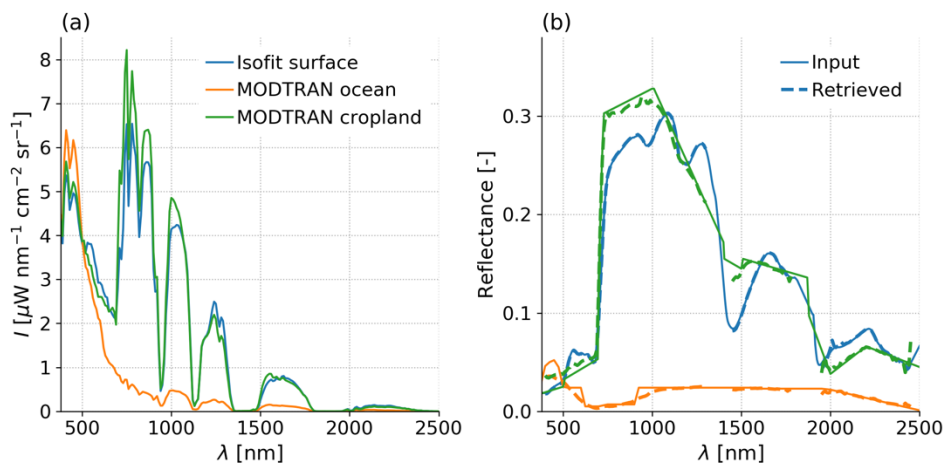 (a)
8
7
6
5
4
3
2
1
0
I [μW nm⁻¹ cm⁻² sr⁻¹]
Isofit surface
MODTRAN ocean
MODTRAN cropland
500 1000 1500 2000 2500
λ [nm]
(b)
0.3
0.2
0.1
0.0
Reflectance [-]
Input
Retrieved
500 1000 1500 2000 2500
λ [nm]